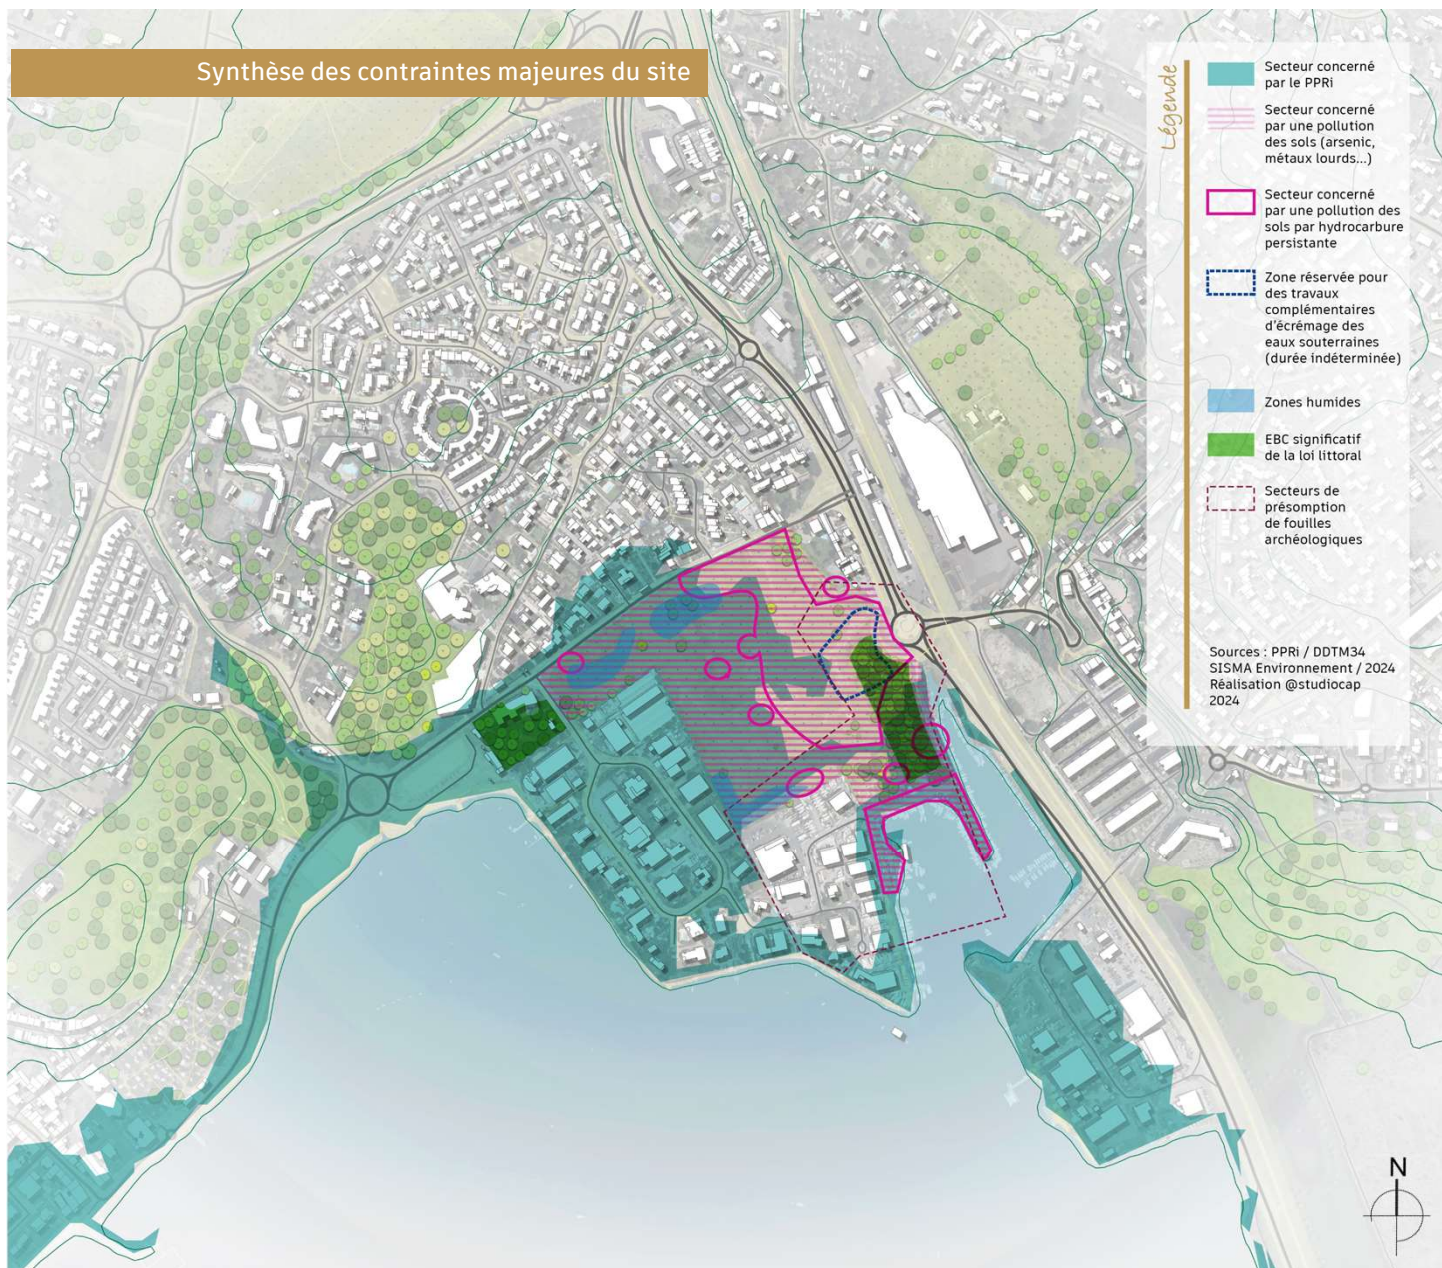 Synthèse des contraintes majeures du site
Légende
Secteur concerné
par le PPRi
Secteur concerné
par une pollution
des sols (arsenic,
métaux lourds...)
Secteur concerné
par une pollution des
sols par hydrocarbure
persistante
Zone réservée pour
des travaux
complémentaires
d'écrémage des
eaux souterraines
(durée indéterminée)
Zones humides
EBC significatif
de la loi littoral
Secteurs de
présomption
de fouilles
archéologiques
Sources : PPRi / DDTM34
SISMA Environnement / 2024
Réalisation @studiocap
2024
N